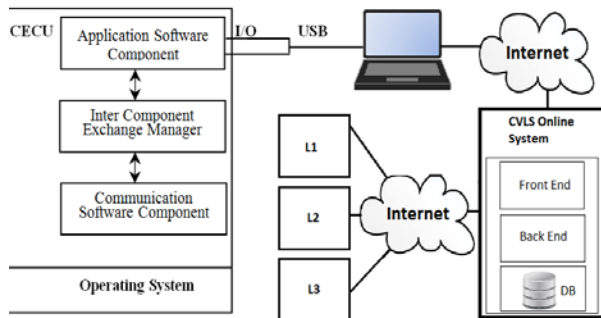 CECU
Application Software
Component
I/O
USB
Internet
Inter Component
Exchange Manager
Communication
Software Component
Operating System
L1
L2
L3
Internet
CVLS Online
System
Front End
Back End
DB